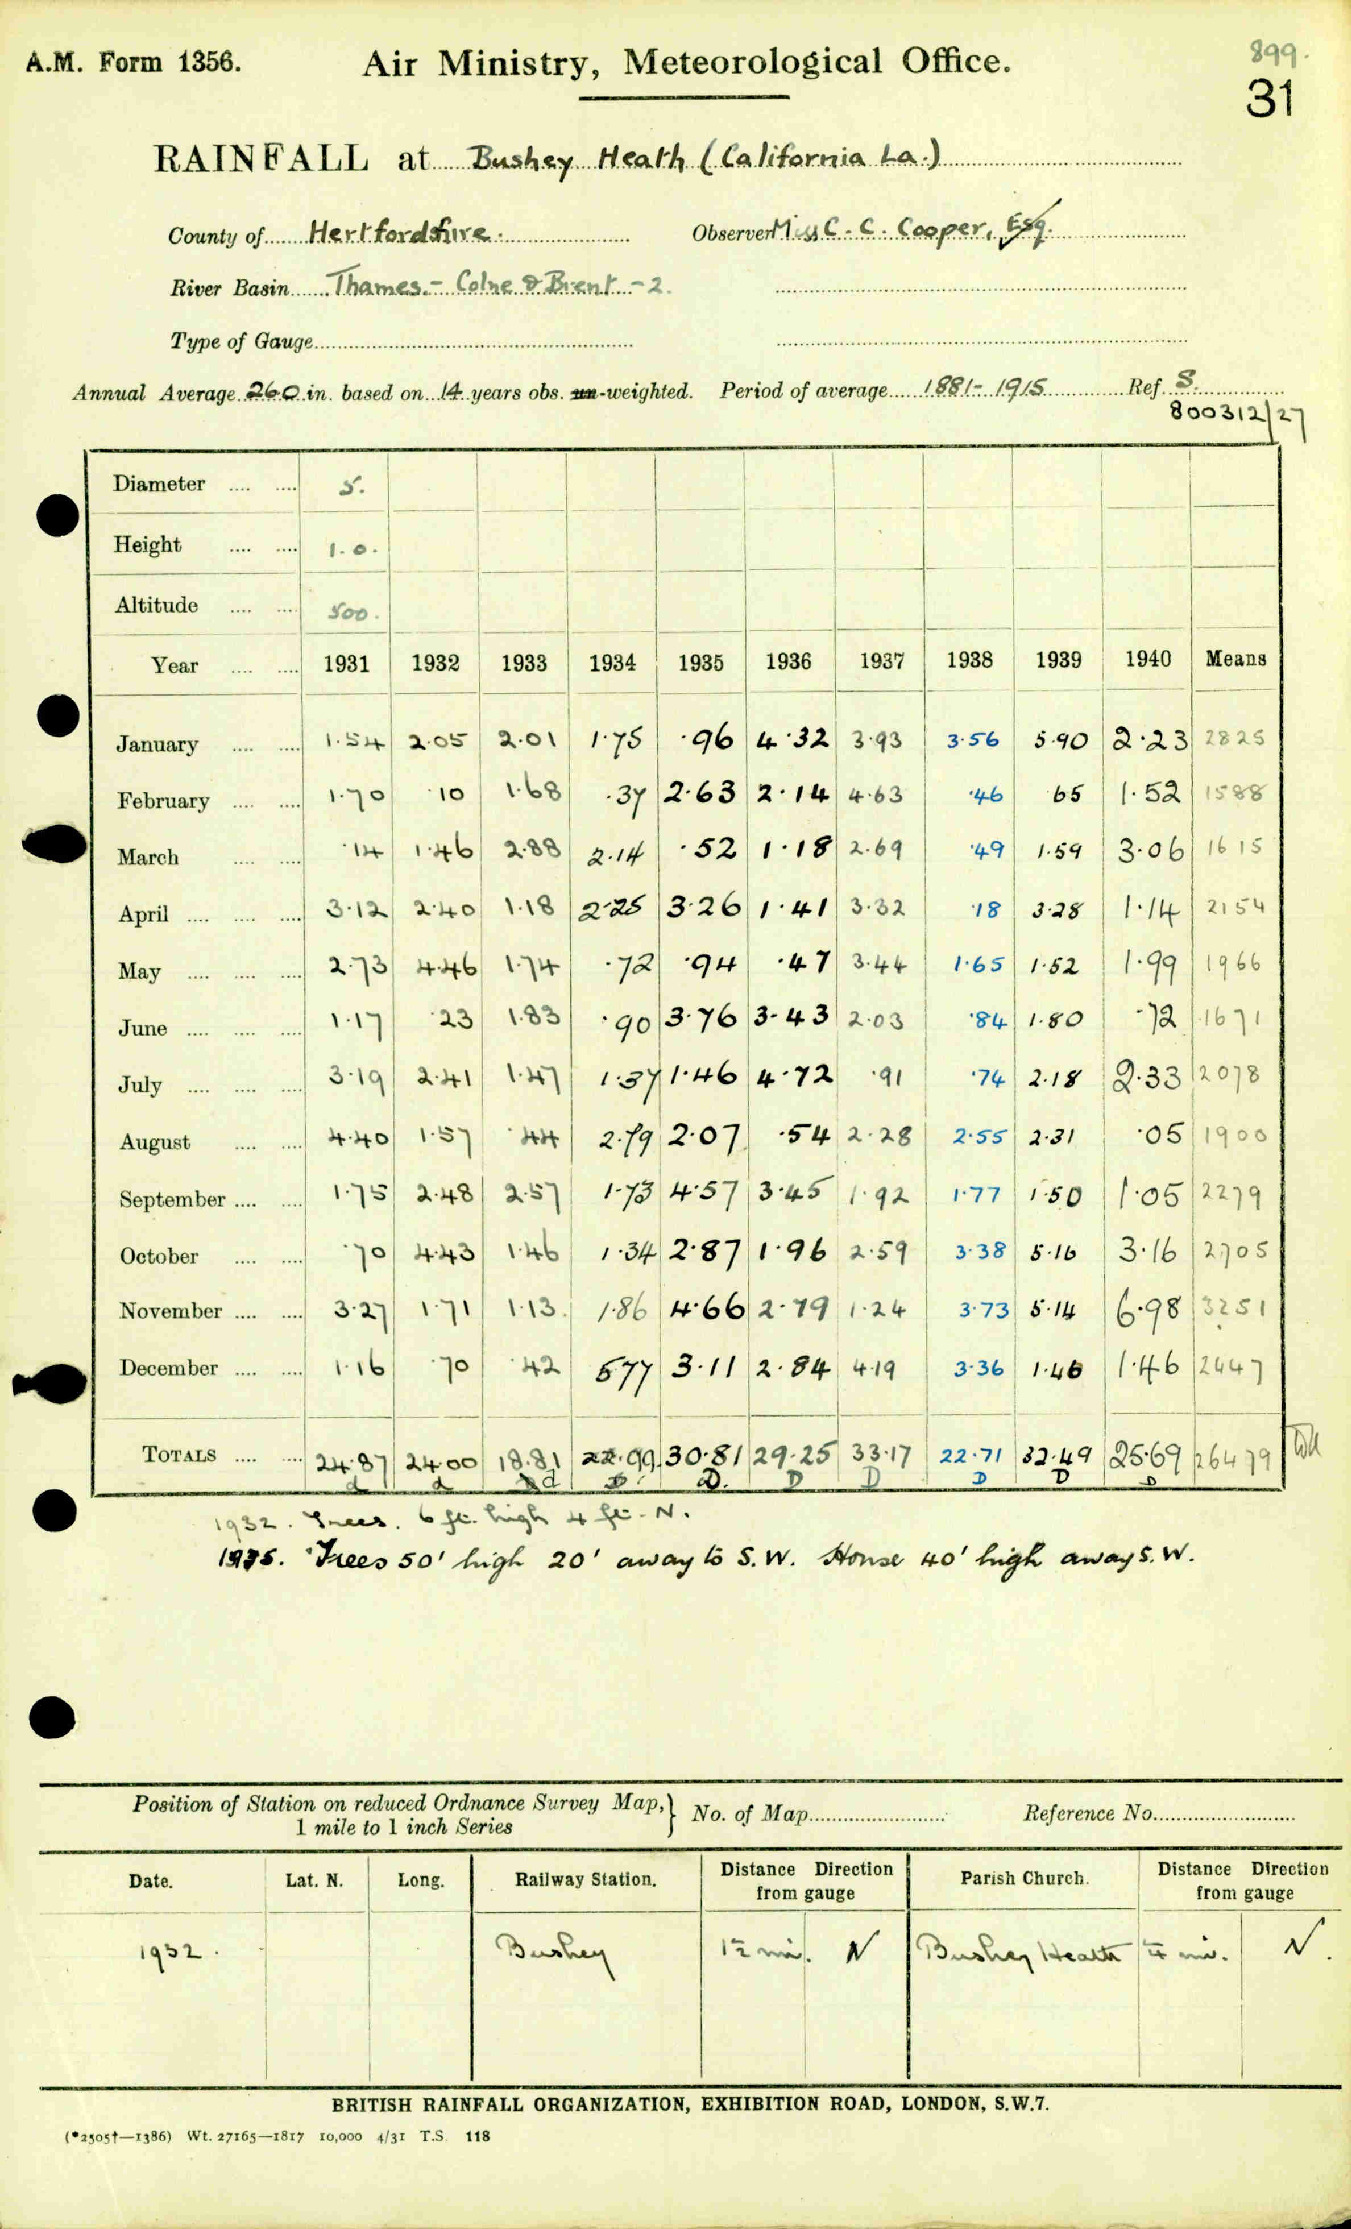 899.
A.M. Form 1356. Air Ministry, Meteorological Office.
31
RAINFALL at Bushey Heath (California La.)
County of Hertfordshire. Observer Miss C. C. Cooper, Esq.
River Basin Thames - Colne & Brent - 2.
Type of Gauge
Annual Average 26.0 in. based on 14 years obs. un-weighted. Period of average 1881-1915 Ref. S.
800312/27
Diameter .... .... 5.
Height .... .... 1.0.
Altitude .... .... 500.
Year .... .... 1931 1932 1933 1934 1935 1936 1937 1938 1939 1940 Means
January .... .... 1.54 2.05 2.01 1.75 .96 4.32 3.93 3.56 5.90 2.23 2825
February .... .... 1.70 .10 1.68 .37 2.63 2.14 4.63 .46 65 1.52 1588
March .... .... .14 1.46 2.88 2.14 .52 1.18 2.69 .49 1.59 3.06 1615
April .... .... .... 3.12 2.40 1.18 2.25 3.26 1.41 3.32 .18 3.28 1.14 2154
May .... .... .... 2.73 4.46 1.74 .72 .94 .47 3.44 1.65 1.52 1.99 1966
June .... .... .... 1.17 .23 1.83 .90 3.76 3.43 2.03 .84 1.80 .72 1671
July .... .... .... 3.19 2.41 1.47 1.37 1.46 4.72 .91 .74 2.18 2.33 2078
August .... .... 4.40 1.57 .44 2.79 2.07 .54 2.28 2.55 2.31 .05 1900
September .... .... 1.75 2.48 2.57 1.73 4.57 3.45 1.92 1.77 1.50 1.05 2279
October .... .... .70 4.43 1.46 1.34 2.87 1.96 2.59 3.38 5.16 3.16 2705
November .... .... 3.27 1.71 1.13 1.86 4.66 2.79 1.24 3.73 5.14 6.98 3251
December .... .... 1.16 .70 .42 5.77 3.11 2.84 4.19 3.36 1.46 1.46 2447
TOTALS .... .... 24.87 24.00 18.81 22.99 30.81 29.25 33.17 22.71 32.49 25.69 26479
d d d D. D. D D D D D
1932. Trees. 6 ft. high 4 ft. N.
1935. Trees 50' high 20' away to S.W. House 40' high away S.W.
Position of Station on reduced Ordnance Survey Map,} No. of Map Reference No.
1 mile to 1 inch Series
Date. Lat. N. Long. Railway Station. Distance Direction from gauge Parish Church. Distance Direction from gauge
1932. Bushey 1½ mi. N Bushey Heath ¼ mi. N.
BRITISH RAINFALL ORGANIZATION, EXHIBITION ROAD, LONDON, S.W.7.
(*2505†—1386) Wt. 27165—1817 10,000 4/31 T.S. 118